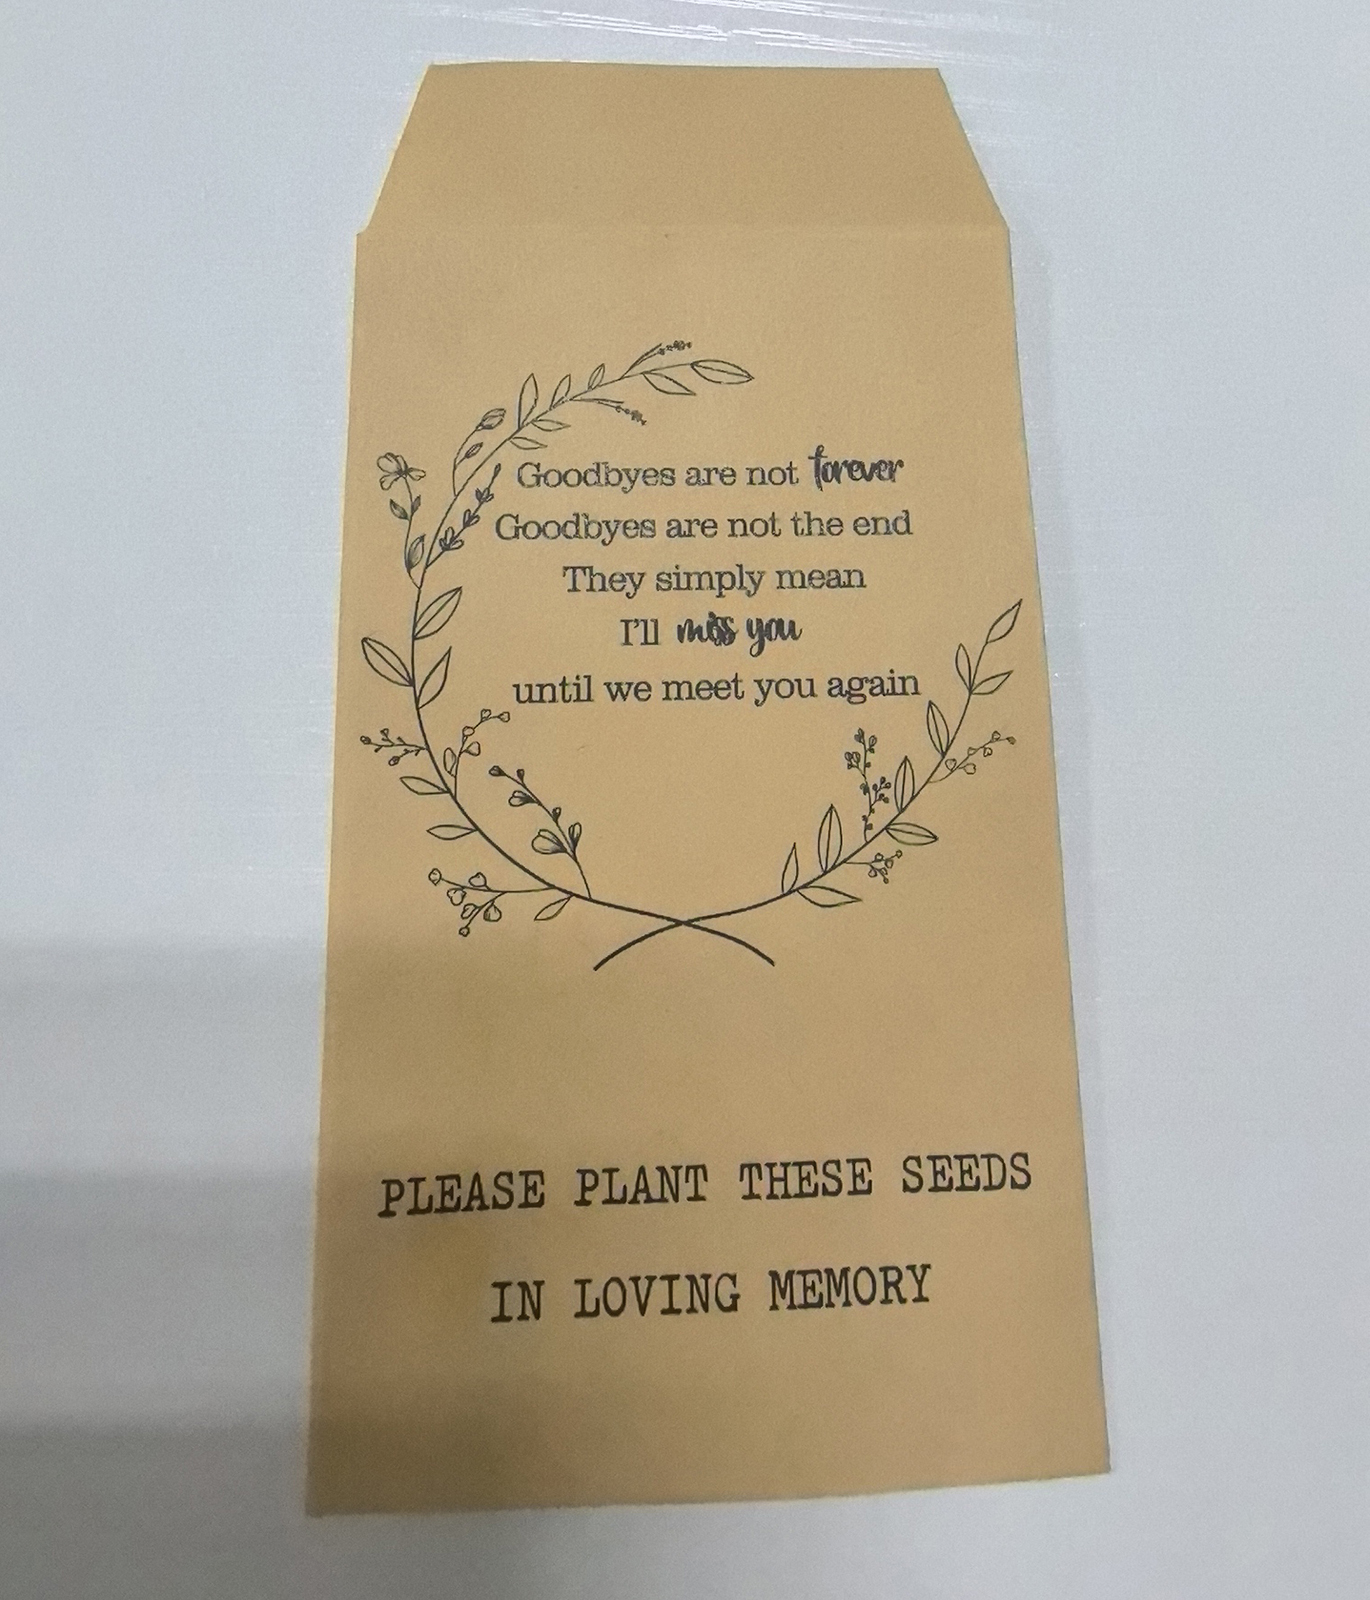 Goodbyes are not forever
Goodbyes are not the end
They simply mean
I'll miss you
until we meet you again
PLEASE PLANT THESE SEEDS
IN LOVING MEMORY